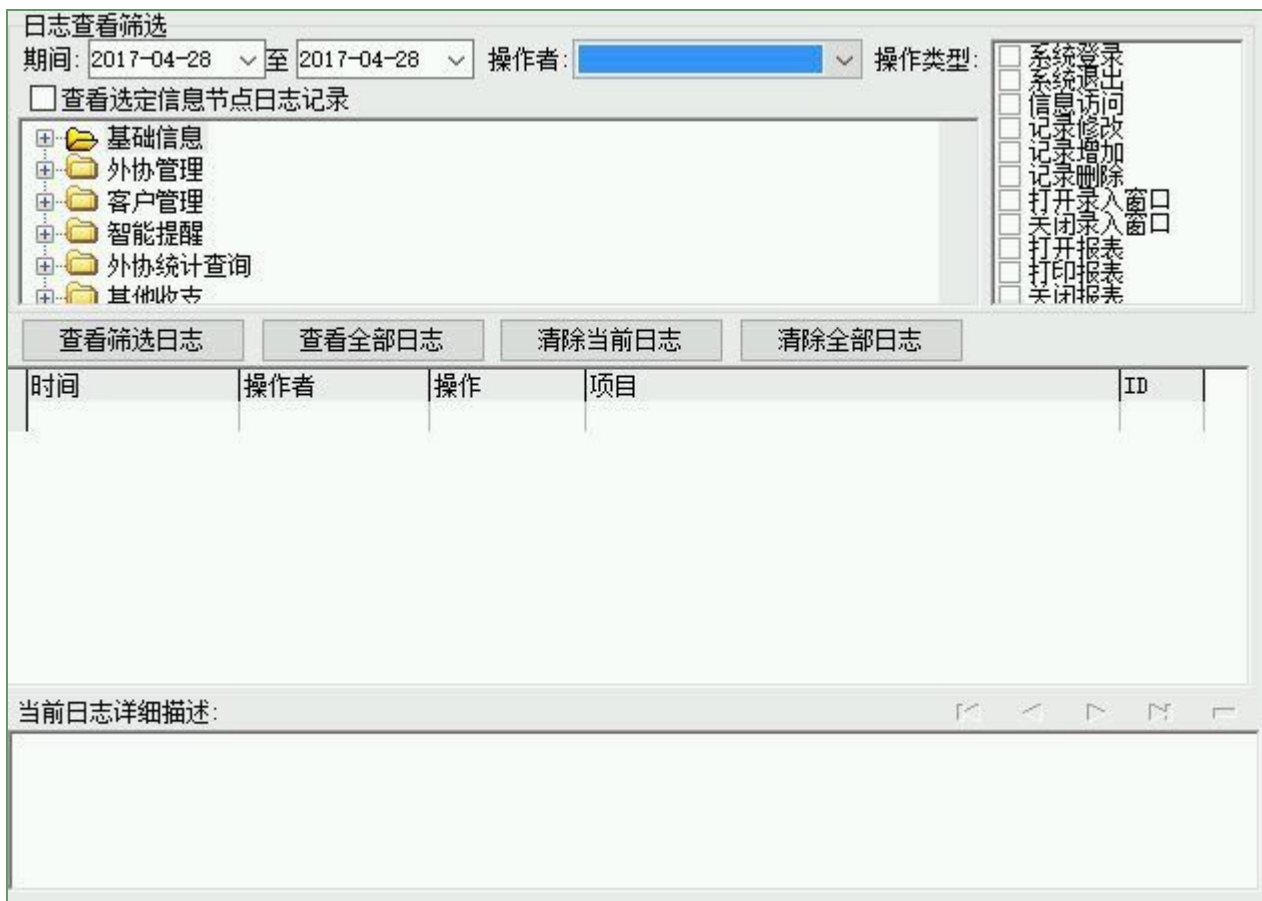 日志查看筛选
期间: 2017-04-28 至 2017-04-28 操作者: 操作类型:
系统登录
系统退出
信息访问
记录修改
记录增加
记录删除
打开录入窗口
关闭录入窗口
打开报表
打印报表
关闭报表
查看选定信息节点日志记录
基础信息
外协管理
客户管理
智能提醒
外协统计查询
其他收支
查看筛选日志 查看全部日志 清除当前日志 清除全部日志
时间 操作者 操作 项目 ID
当前日志详细描述: